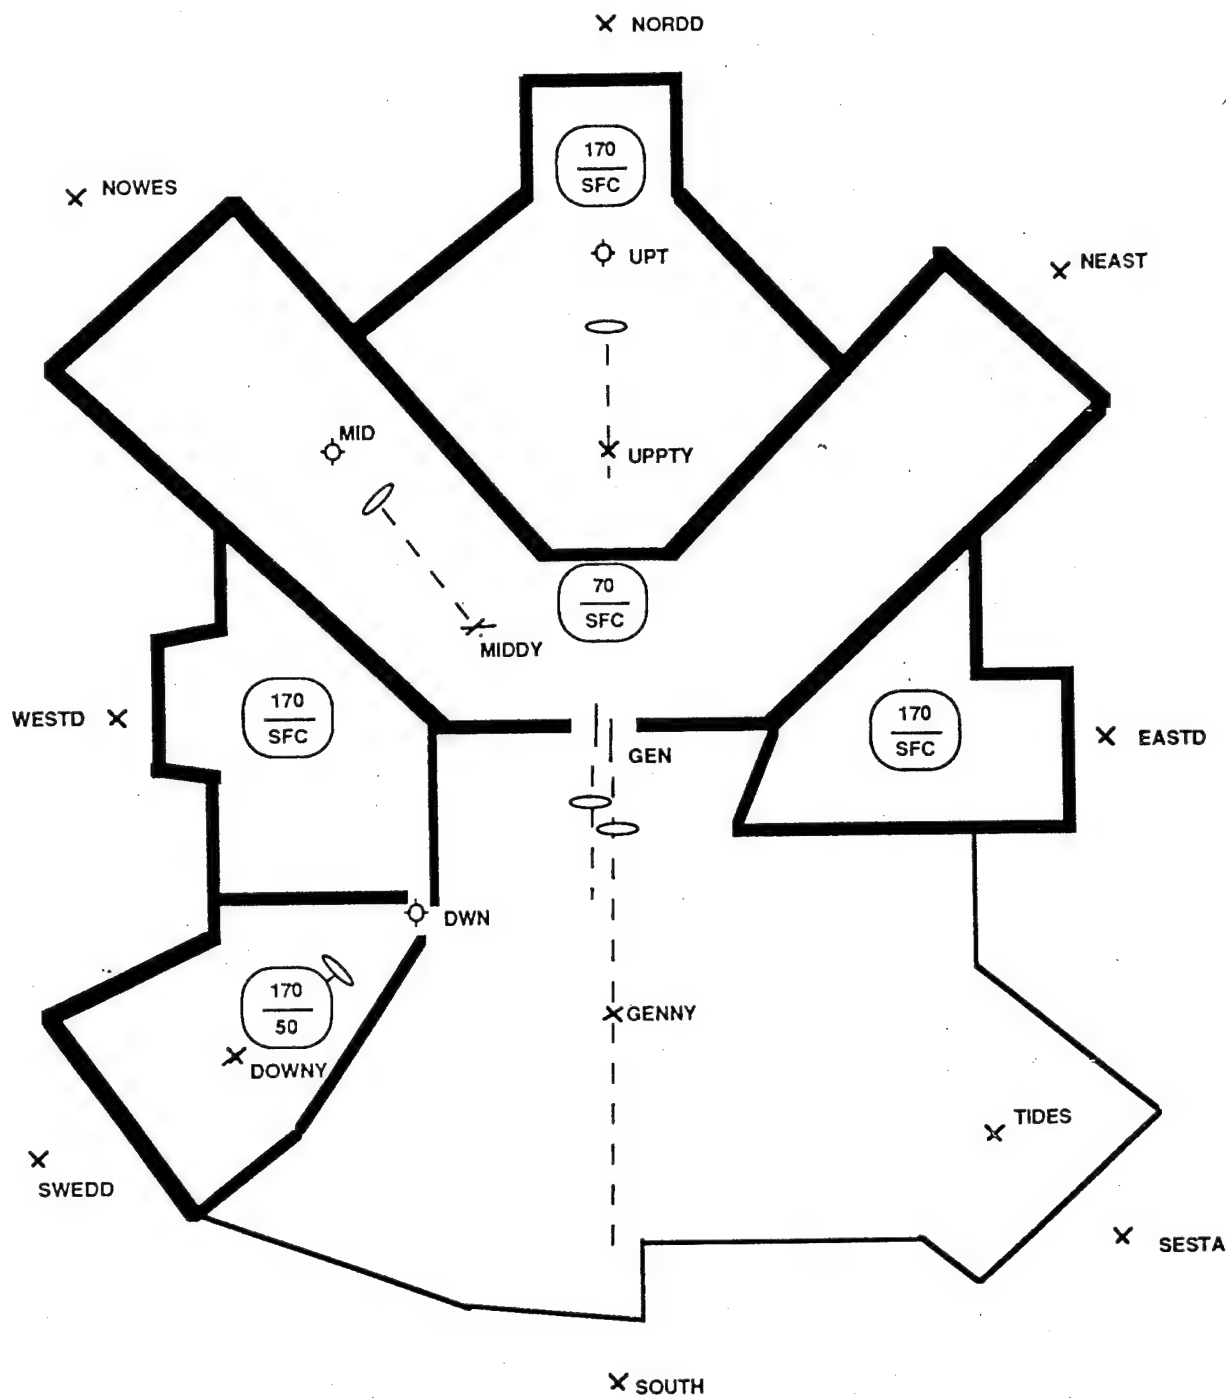 NORDD
170
SFC
NOWES
UPT
NEAST
MID
UPPTY
70
SFC
MIDDY
170
SFC
WESTD
170
SFC
EASTD
GEN
DWN
170
50
GENNY
DOWNY
TIDES
SWEDD
SESTA
SOUTH